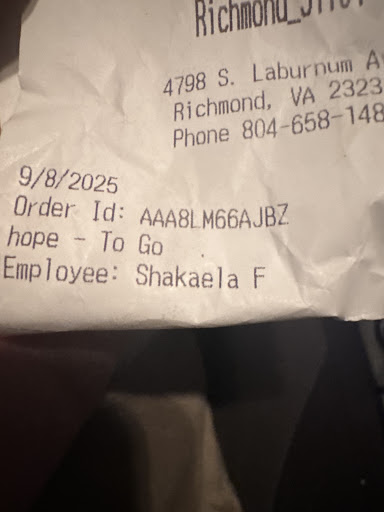 4798 S. Laburnum
Richmond, VA 2323
Phone 804-658-148
9/8/2025
Order Id: AAA8LM66AJBZ
hope - To Go
Employee: Shakaela F